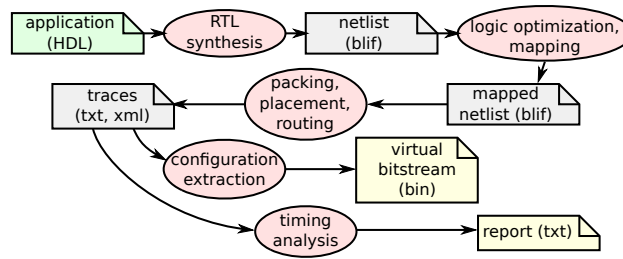 application
(HDL)
RTL
synthesis
netlist
(blif)
logic optimization,
mapping
traces
(txt, xml)
packing,
placement,
routing
mapped
netlist (blif)
configuration
extraction
virtual
bitstream
(bin)
timing
analysis
report (txt)